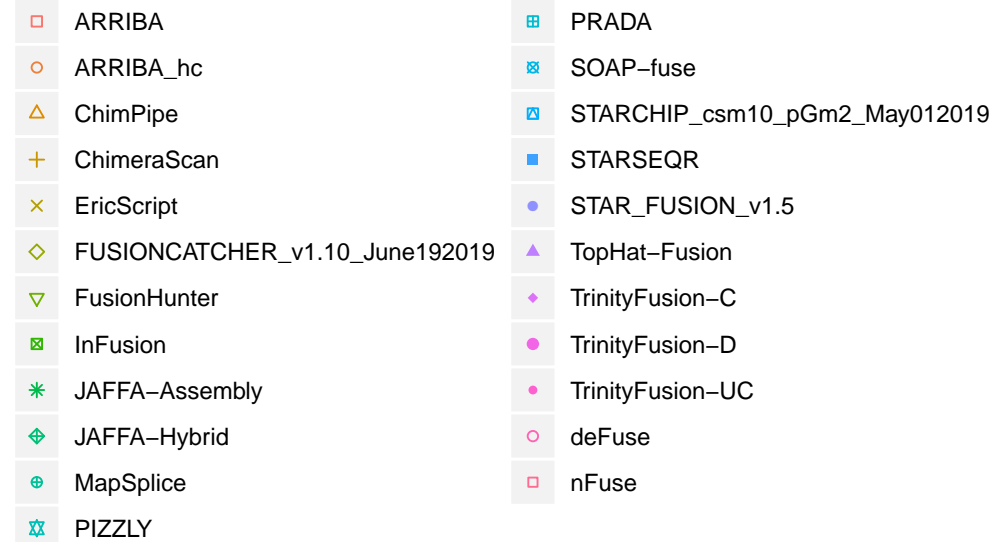 ARRIBA
ARRIBA_hc
ChimPipe
ChimeraScan
EricScript
FUSIONCATCHER_v1.10_June192019
FusionHunter
InFusion
JAFFA−Assembly
JAFFA−Hybrid
MapSplice
PIZZLY
PRADA
SOAP−fuse
STARCHIP_csm10_pGm2_May012019
STARSEQR
STAR_FUSION_v1.5
TopHat−Fusion
TrinityFusion−C
TrinityFusion−D
TrinityFusion−UC
deFuse
nFuse